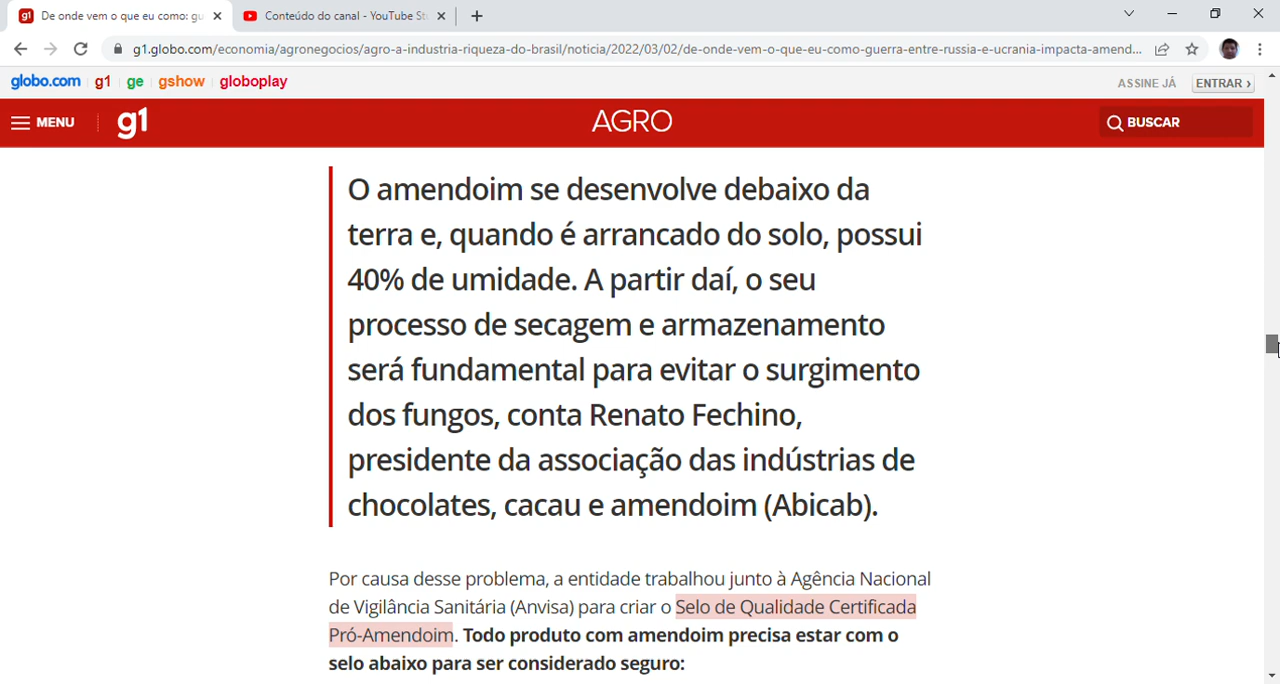 De onde vem o que eu como: gu
Conteúdo do canal - YouTube St
g1.globo.com/economia/agronegocios/agro-a-industria-riqueza-do-brasil/noticia/2022/03/02/de-onde-vem-o-que-eu-como-guerra-entre-russia-e-ucrania-impacta-amend...
globo.com g1 ge gshow globoplay
ASSINE JÁ ENTRAR ›
MENU g1 AGRO BUSCAR
O amendoim se desenvolve debaixo da
terra e, quando é arrancado do solo, possui
40% de umidade. A partir daí, o seu
processo de secagem e armazenamento
será fundamental para evitar o surgimento
dos fungos, conta Renato Fechino,
presidente da associação das indústrias de
chocolates, cacau e amendoim (Abicab).
Por causa desse problema, a entidade trabalhou junto à Agência Nacional
de Vigilância Sanitária (Anvisa) para criar o Selo de Qualidade Certificada
Pró-Amendoim. Todo produto com amendoim precisa estar com o
selo abaixo para ser considerado seguro: